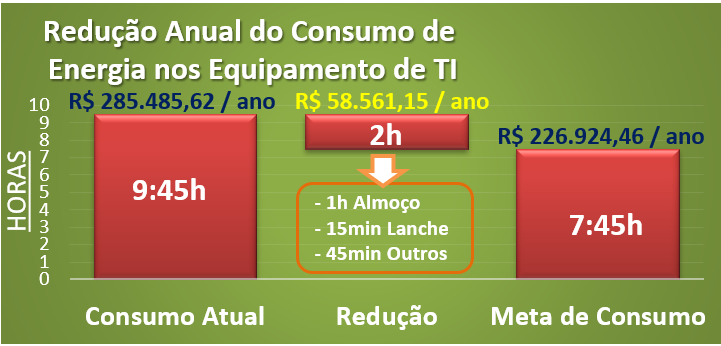 Redução Anual do Consumo de
Energia nos Equipamento de TI
R$ 285.485,62 / ano
R$ 58.561,15 / ano
R$ 226.924,46 / ano
HORAS
10
9
8
7
6
5
4
3
2
1
0
9:45h
2h
7:45h
- 1h Almoço
- 15min Lanche
- 45min Outros
Consumo Atual
Redução
Meta de Consumo